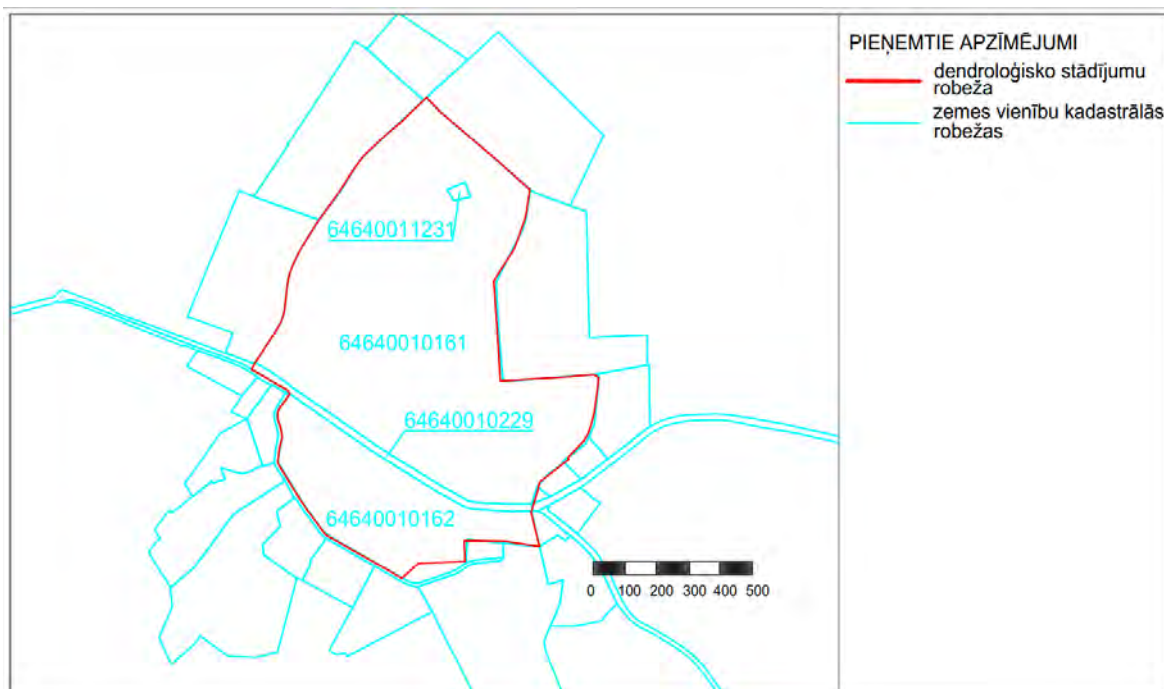 PIEŅEMTIE APZĪMĒJUMI
dendroloģisko stādījumu
robeža
zemes vienību kadastrālās
robežas
64640011231
64640010161
64640010229
64640010162
0 100 200 300 400 500